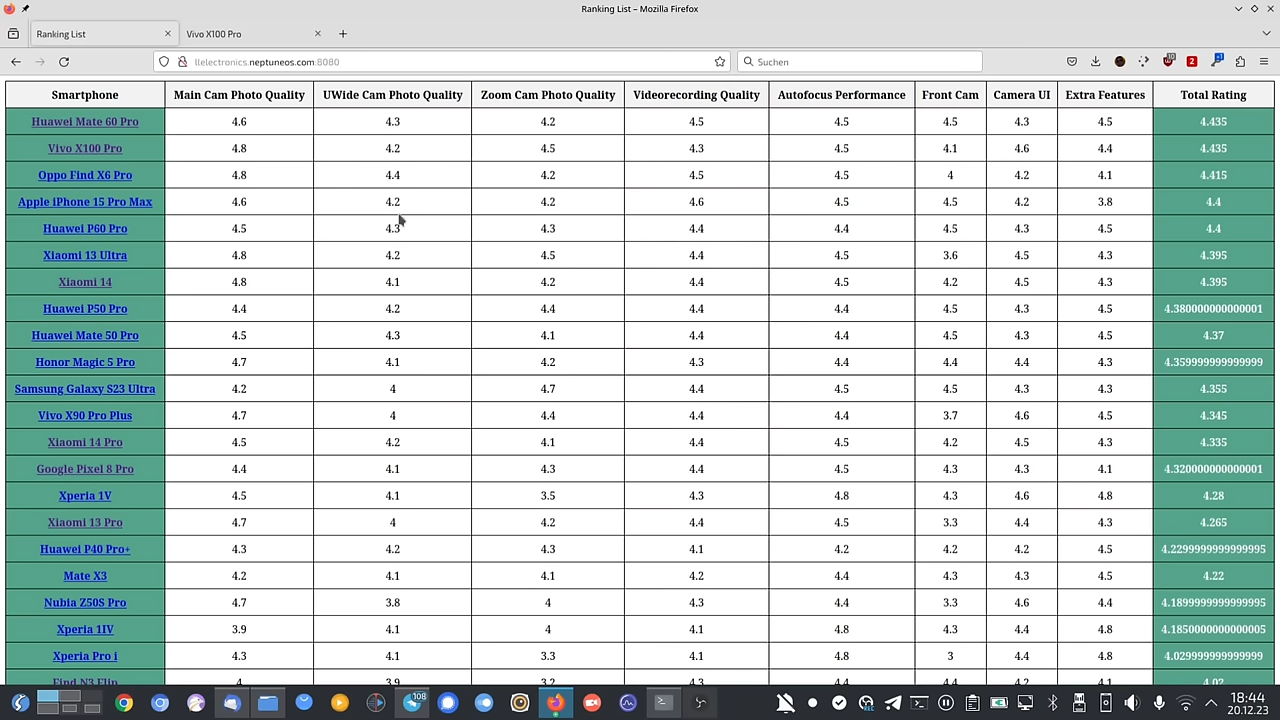 Ranking List – Mozilla Firefox
Ranking List × Vivo X100 Pro × +
llelectronics.neptuneos.com:8080 Suchen 10 2
Smartphone Main Cam Photo Quality UWide Cam Photo Quality Zoom Cam Photo Quality Videorecording Quality Autofocus Performance Front Cam Camera UI Extra Features Total Rating
Huawei Mate 60 Pro 4.6 4.3 4.2 4.5 4.5 4.5 4.3 4.5 4.435
Vivo X100 Pro 4.8 4.2 4.5 4.3 4.5 4.1 4.6 4.4 4.435
Oppo Find X6 Pro 4.8 4.4 4.2 4.5 4.5 4 4.2 4.1 4.415
Apple iPhone 15 Pro Max 4.6 4.2 4.2 4.6 4.5 4.5 4.2 3.8 4.4
Huawei P60 Pro 4.5 4.3 4.3 4.4 4.4 4.5 4.3 4.5 4.4
Xiaomi 13 Ultra 4.8 4.2 4.5 4.4 4.5 3.6 4.5 4.3 4.395
Xiaomi 14 4.8 4.1 4.2 4.4 4.5 4.2 4.5 4.3 4.395
Huawei P50 Pro 4.4 4.2 4.4 4.4 4.4 4.5 4.3 4.5 4.380000000000001
Huawei Mate 50 Pro 4.5 4.3 4.1 4.4 4.4 4.5 4.3 4.5 4.37
Honor Magic 5 Pro 4.7 4.1 4.2 4.3 4.4 4.4 4.4 4.3 4.359999999999999
Samsung Galaxy S23 Ultra 4.2 4 4.7 4.4 4.5 4.5 4.3 4.3 4.355
Vivo X90 Pro Plus 4.7 4 4.4 4.4 4.4 3.7 4.6 4.5 4.345
Xiaomi 14 Pro 4.5 4.2 4.1 4.4 4.5 4.2 4.5 4.3 4.335
Google Pixel 8 Pro 4.4 4.1 4.3 4.4 4.5 4.3 4.3 4.1 4.320000000000001
Xperia 1V 4.5 4.1 3.5 4.3 4.8 4.3 4.6 4.8 4.28
Xiaomi 13 Pro 4.7 4 4.2 4.4 4.5 3.3 4.4 4.3 4.265
Huawei P40 Pro+ 4.3 4.2 4.3 4.1 4.2 4.2 4.2 4.5 4.2299999999999995
Mate X3 4.2 4.1 4.1 4.2 4.4 4.3 4.3 4.5 4.22
Nubia Z50S Pro 4.7 3.8 4 4.3 4.4 3.3 4.6 4.4 4.1899999999999995
Xperia 1IV 3.9 4.1 4 4.1 4.8 4.3 4.4 4.8 4.1850000000000005
Xperia Pro i 4.3 4.1 3.3 4.1 4.8 3 4.4 4.8 4.029999999999999
Find N3 Flip 4 3.9 3.2 4.3 4.4 4.4 4.2 4.1 4.02
108 18:44
20.12.23